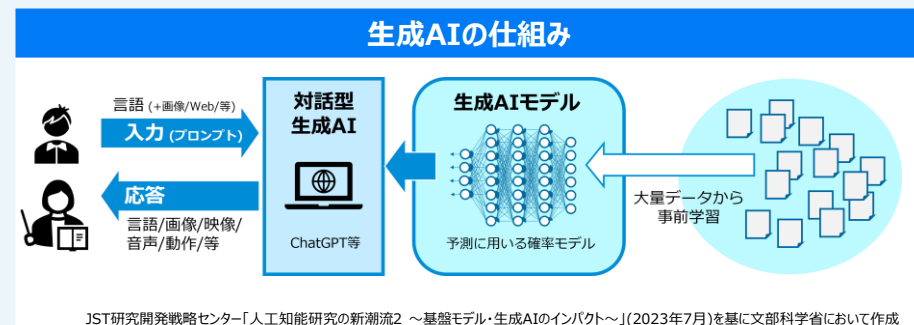 生成AIの仕組み
言語 (+画像/Web/等)
入力 (プロンプト)
応答
言語/画像/映像/
音声/動作/等
対話型
生成AI
ChatGPT等
生成AIモデル
予測に用いる確率モデル
大量データから
事前学習
JST研究開発戦略センター「人工知能研究の新潮流2 ～基盤モデル・生成AIのインパクト～」(2023年7月)を基に文部科学省において作成